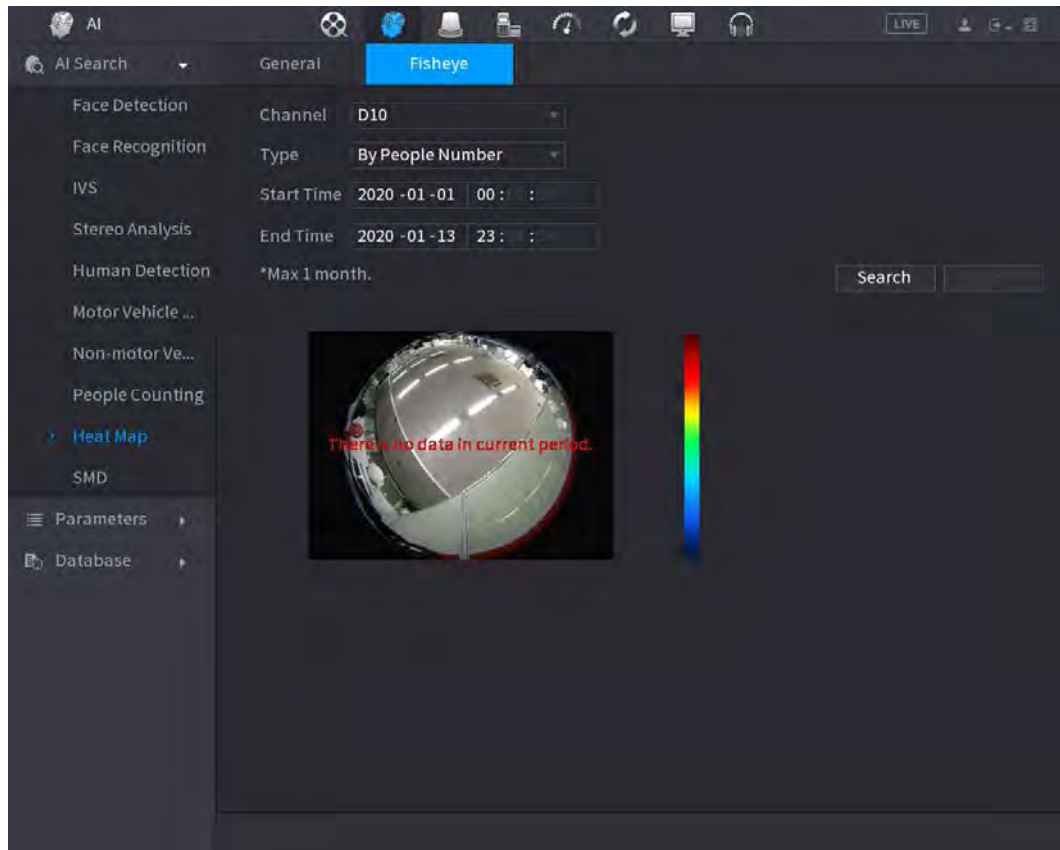 AI
LIVE
AI Search
General
Fisheye
Face Detection
Face Recognition
IVS
Stereo Analysis
Human Detection
Motor Vehicle ...
Non-motor Ve...
People Counting
Heat Map
SMD
Parameters
Database
Channel D10
Type By People Number
Start Time 2020 -01 -01 00 : :
End Time 2020 -01 -13 23 : :
*Max 1 month.
Search
There is no data in current period.